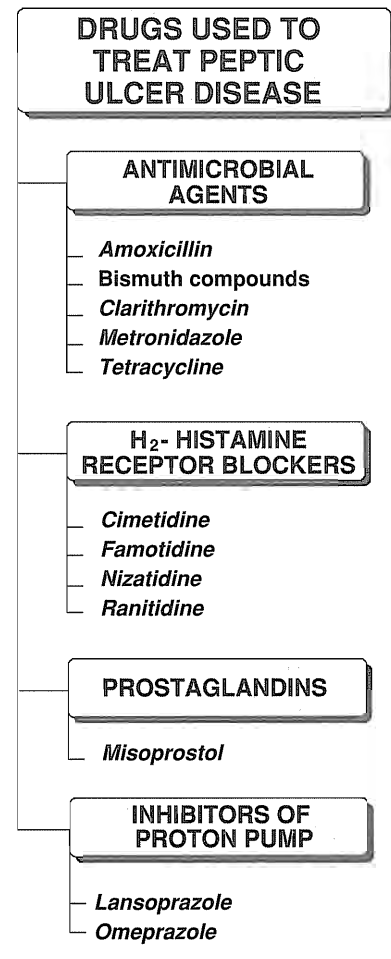 DRUGS USED TO
TREAT PEPTIC
ULCER DISEASE
ANTIMICROBIAL
AGENTS
Amoxicillin
Bismuth compounds
Clarithromycin
Metronidazole
Tetracycline
H₂- HISTAMINE
RECEPTOR BLOCKERS
Cimetidine
Famotidine
Nizatidine
Ranitidine
PROSTAGLANDINS
Misoprostol
INHIBITORS OF
PROTON PUMP
Lansoprazole
Omeprazole